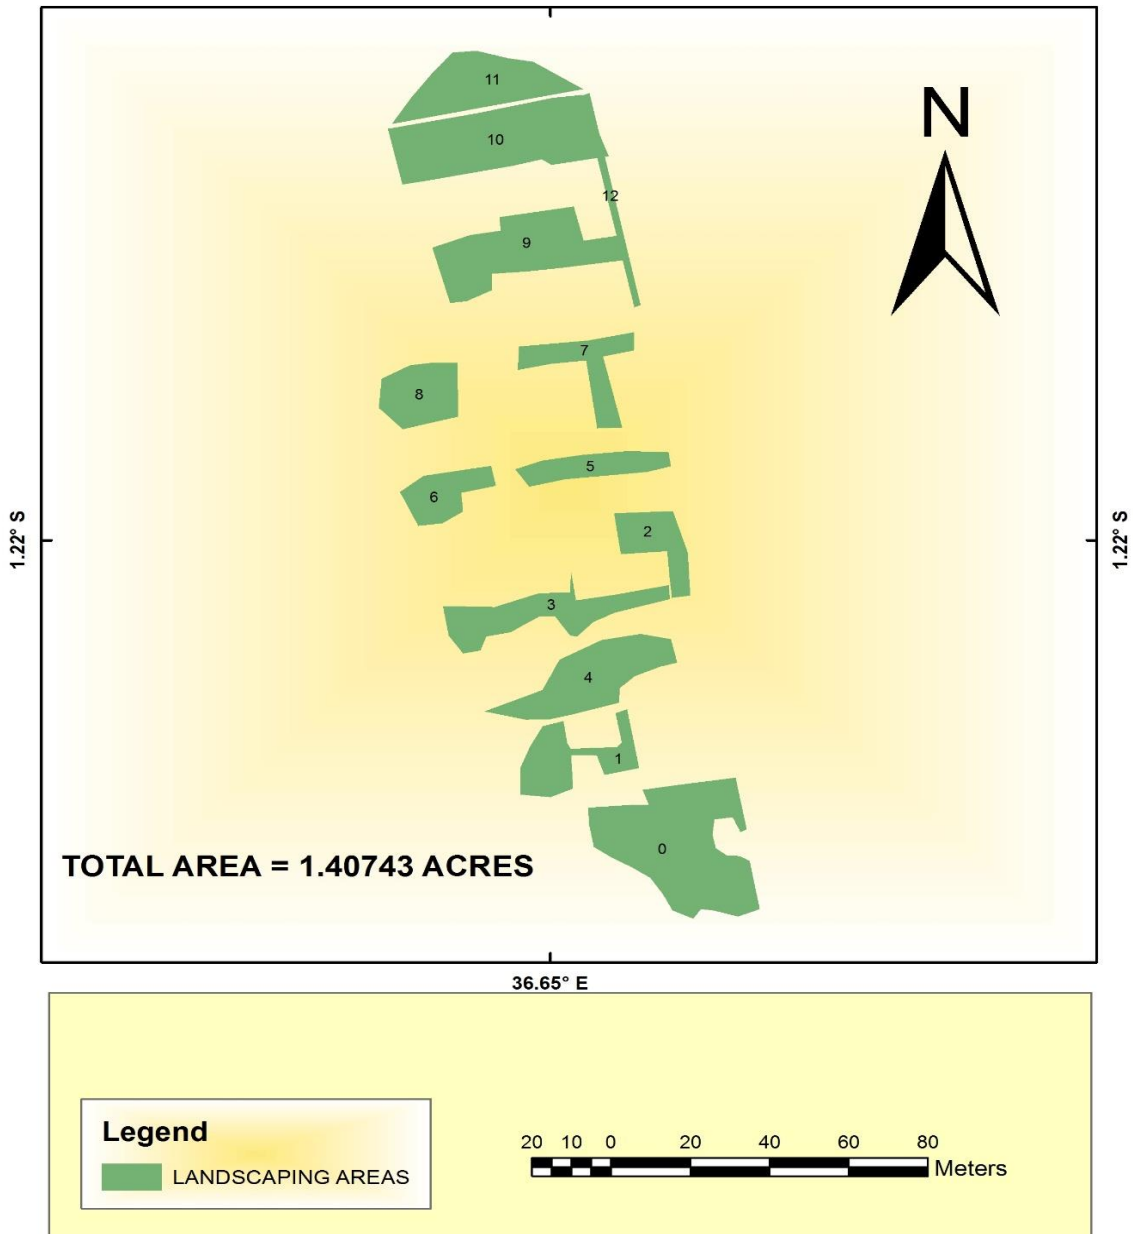 11
N
10
12
9
7
8
5
6
2
1.22° S
1.22° S
3
4
1
0
TOTAL AREA = 1.40743 ACRES
36.65° E
Legend
LANDSCAPING AREAS
20 10 0 20 40 60 80
Meters